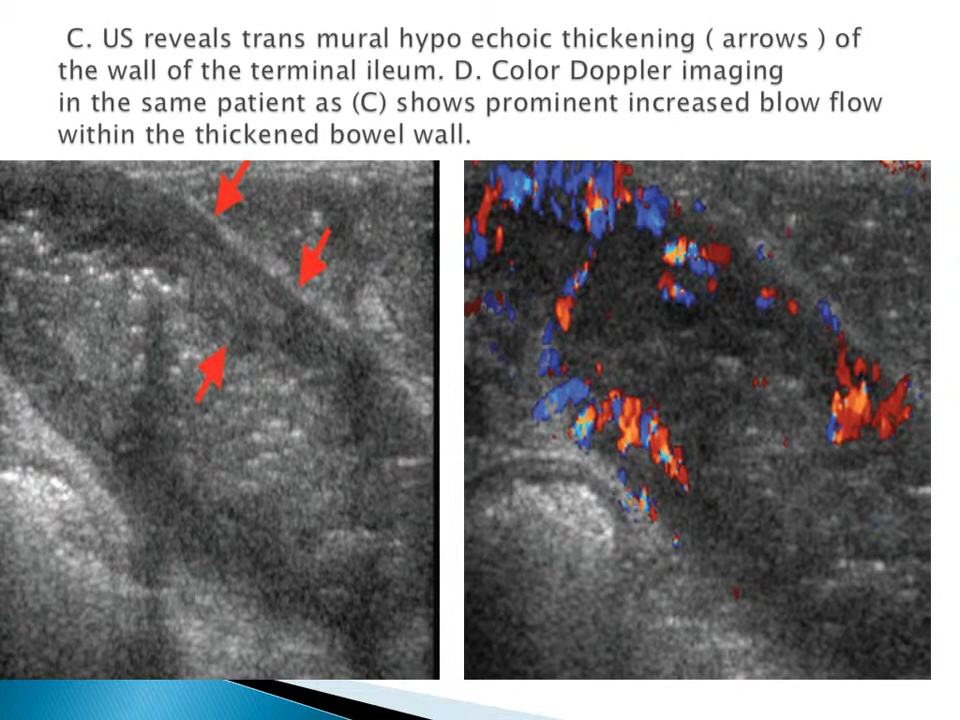 C. US reveals trans mural hypo echoic thickening ( arrows ) of
the wall of the terminal ileum. D. Color Doppler imaging
in the same patient as (C) shows prominent increased blow flow
within the thickened bowel wall.